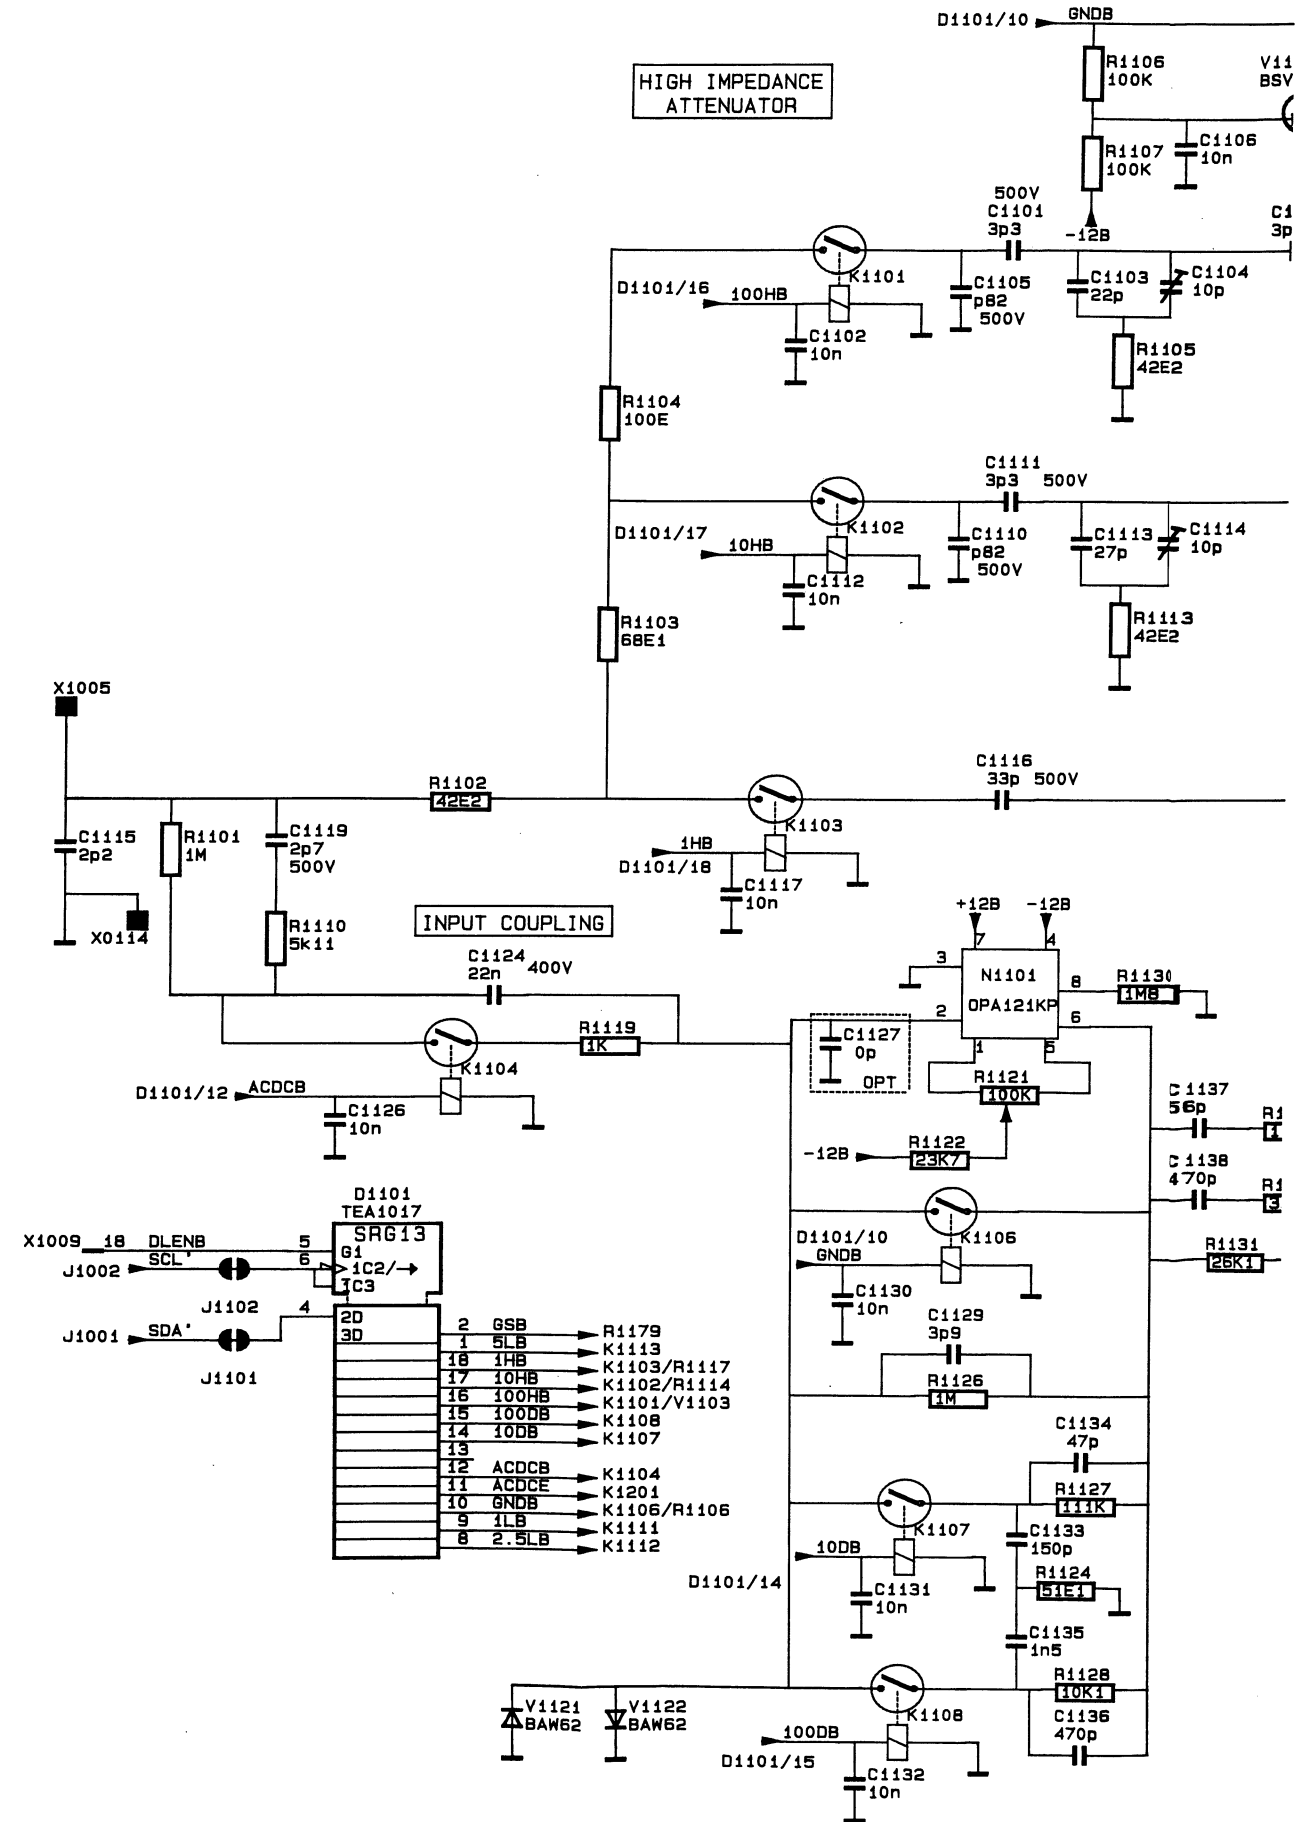 D1101/10
GNDB
HIGH IMPEDANCE
ATTENUATOR
R1106
100K
V11
BSV
R1107
100K
C1106
10n
-12B
500V
C1101
3p3
C1
3p
K1101
D1101/16
100HB
C1102
10n
C1105
p82
500V
C1103
22p
C1104
10p
R1105
42E2
R1104
100E
C1111
3p3 500V
K1102
D1101/17
10HB
C1112
10n
C1110
p82
500V
C1113
27p
C1114
10p
R1113
42E2
R1103
68E1
X1005
C1116
33p 500V
R1102
42E2
K1103
C1115
2p2
R1101
1M
C1119
2p7
500V
1HB
D1101/18
C1117
10n
X0114
R1110
5k11
INPUT COUPLING
C1124
22n 400V
+12B
-12B
7
4
3
N1101
8
R1130
1M8
OPA121KP
2
6
C1127
0p
OPT
1
5
R1119
1K
K1104
R1121
100K
D1101/12
ACDCB
C1126
10n
C1137
56p
R1
1
-12B
R1122
23K7
C1138
470p
R1
3
D1101
TEA1017
SRG13
D1101/10
GNDB
K1106
X1009
18
DLENB
5
G1
J1002
SCL'
6
1C2/→
C3
R1131
26K1
J1102
C1130
10n
4
2D
3D
J1001
SDA'
J1101
C1129
3p9
R1126
1M
2 GSB R1179
1 5LB K1113
18 1HB K1103/R1117
17 10HB K1102/R1114
16 100HB K1101/V1103
15 100DB K1108
14 10DB K1107
13
12 ACDCB K1104
11 ACDCE K1201
10 GNDB K1106/R1106
9 1LB K1111
8 2.5LB K1112
C1134
47p
R1127
111K
K1107
C1133
150p
10DB
D1101/14
C1131
10n
R1124
51E1
C1135
1n5
R1128
10K1
V1121
BAW62
V1122
BAW62
K1108
C1136
470p
100DB
D1101/15
C1132
10n